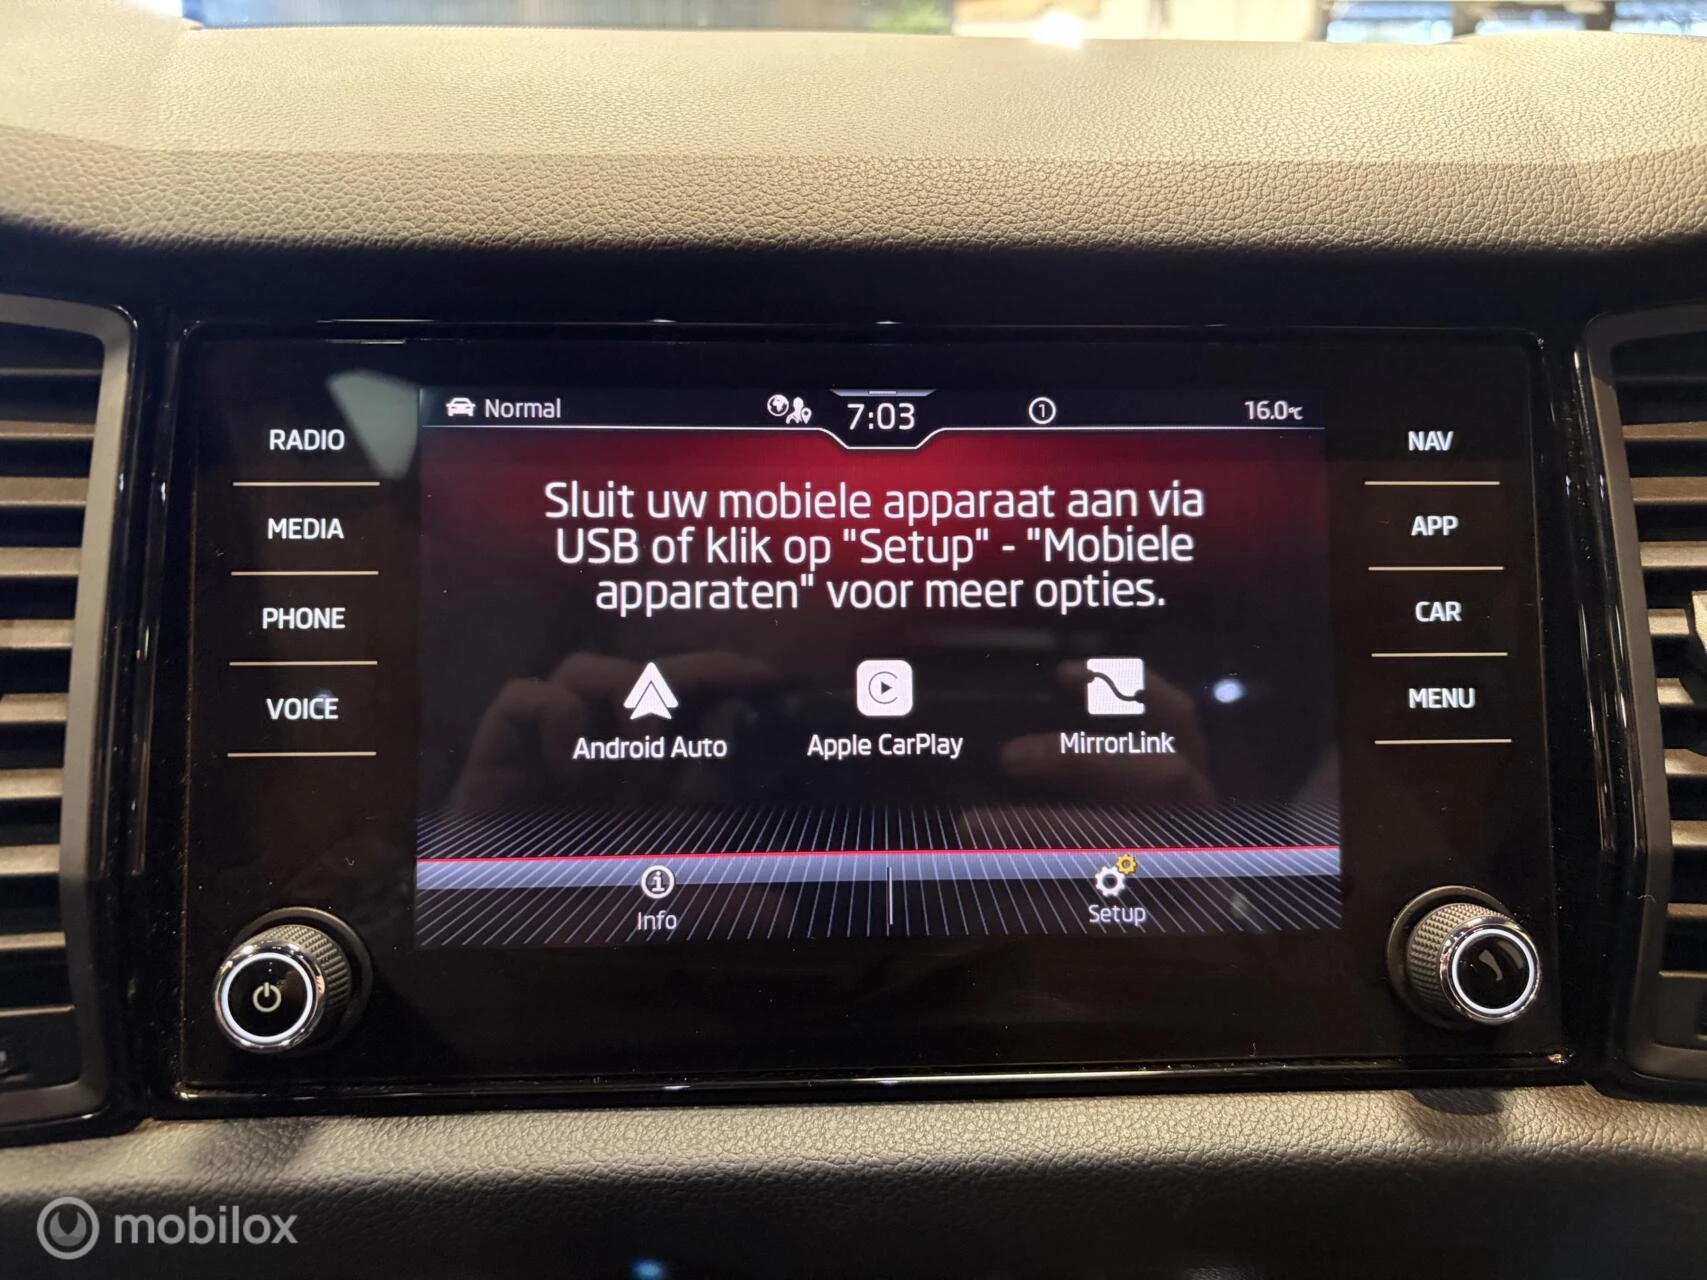 Normal
7:03
1
16.0°C
RADIO
MEDIA
PHONE
VOICE
Sluit uw mobiele apparaat aan via
USB of klik op "Setup" - "Mobiele
apparaten" voor meer opties.
Android Auto
Apple CarPlay
MirrorLink
Info
Setup
NAV
APP
CAR
MENU
mobilox